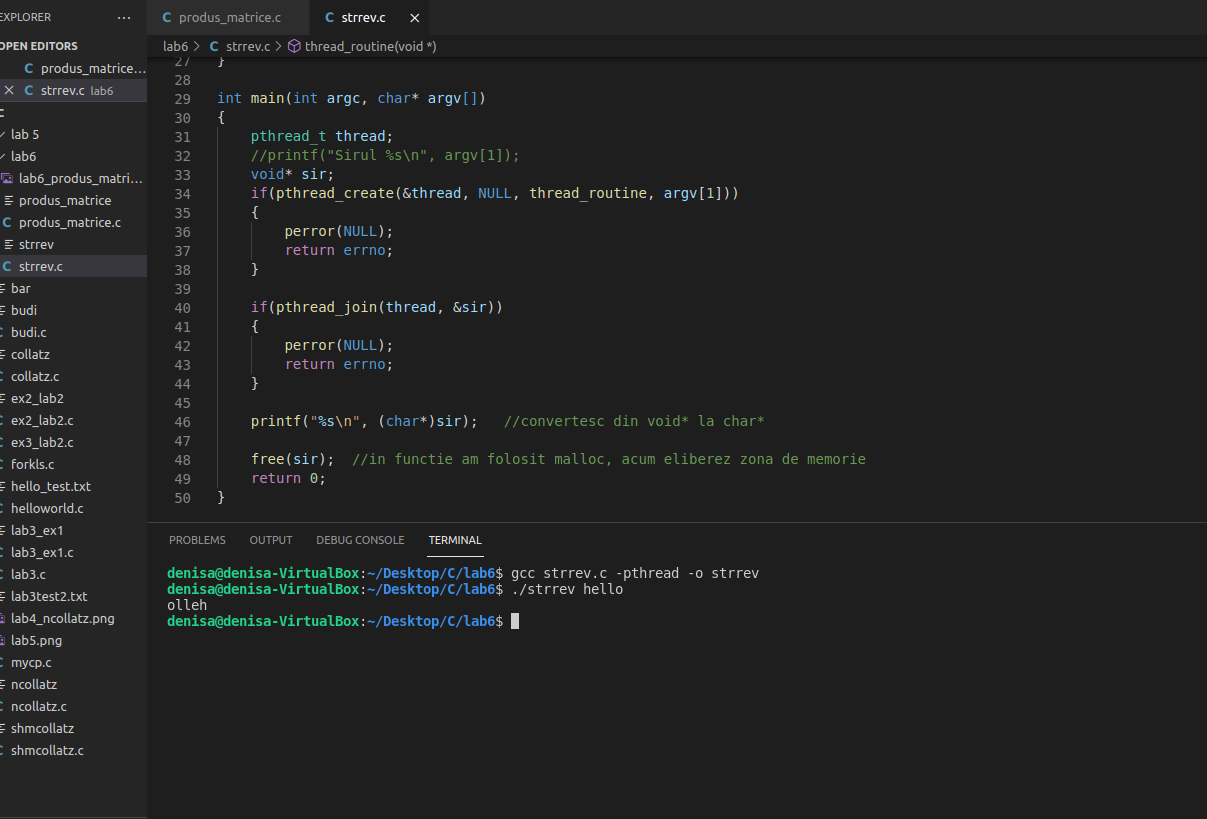 EXPLORER ...
OPEN EDITORS
C produs_matrice...
C strrev.c lab6
C
lab 5
lab6
lab6_produs_matri...
produs_matrice
C produs_matrice.c
strrev
C strrev.c
bar
budi
budi.c
collatz
collatz.c
ex2_lab2
ex2_lab2.c
ex3_lab2.c
forkls.c
hello_test.txt
helloworld.c
lab3_ex1
lab3_ex1.c
lab3.c
lab3test2.txt
lab4_ncollatz.png
lab5.png
mycp.c
ncollatz
ncollatz.c
shmcollatz
shmcollatz.c
C produs_matrice.c C strrev.c
lab6 > C strrev.c > thread_routine(void *)
27 }
28
29 int main(int argc, char* argv[])
30 {
31 pthread_t thread;
32 //printf("Sirul %s\n", argv[1]);
33 void* sir;
34 if(pthread_create(&thread, NULL, thread_routine, argv[1]))
35 {
36 perror(NULL);
37 return errno;
38 }
39
40 if(pthread_join(thread, &sir))
41 {
42 perror(NULL);
43 return errno;
44 }
45
46 printf("%s\n", (char*)sir); //convertesc din void* la char*
47
48 free(sir); //in functie am folosit malloc, acum eliberez zona de memorie
49 return 0;
50 }
PROBLEMS OUTPUT DEBUG CONSOLE TERMINAL
denisa@denisa-VirtualBox:~/Desktop/C/lab6$ gcc strrev.c -pthread -o strrev
denisa@denisa-VirtualBox:~/Desktop/C/lab6$ ./strrev hello
olleh
denisa@denisa-VirtualBox:~/Desktop/C/lab6$